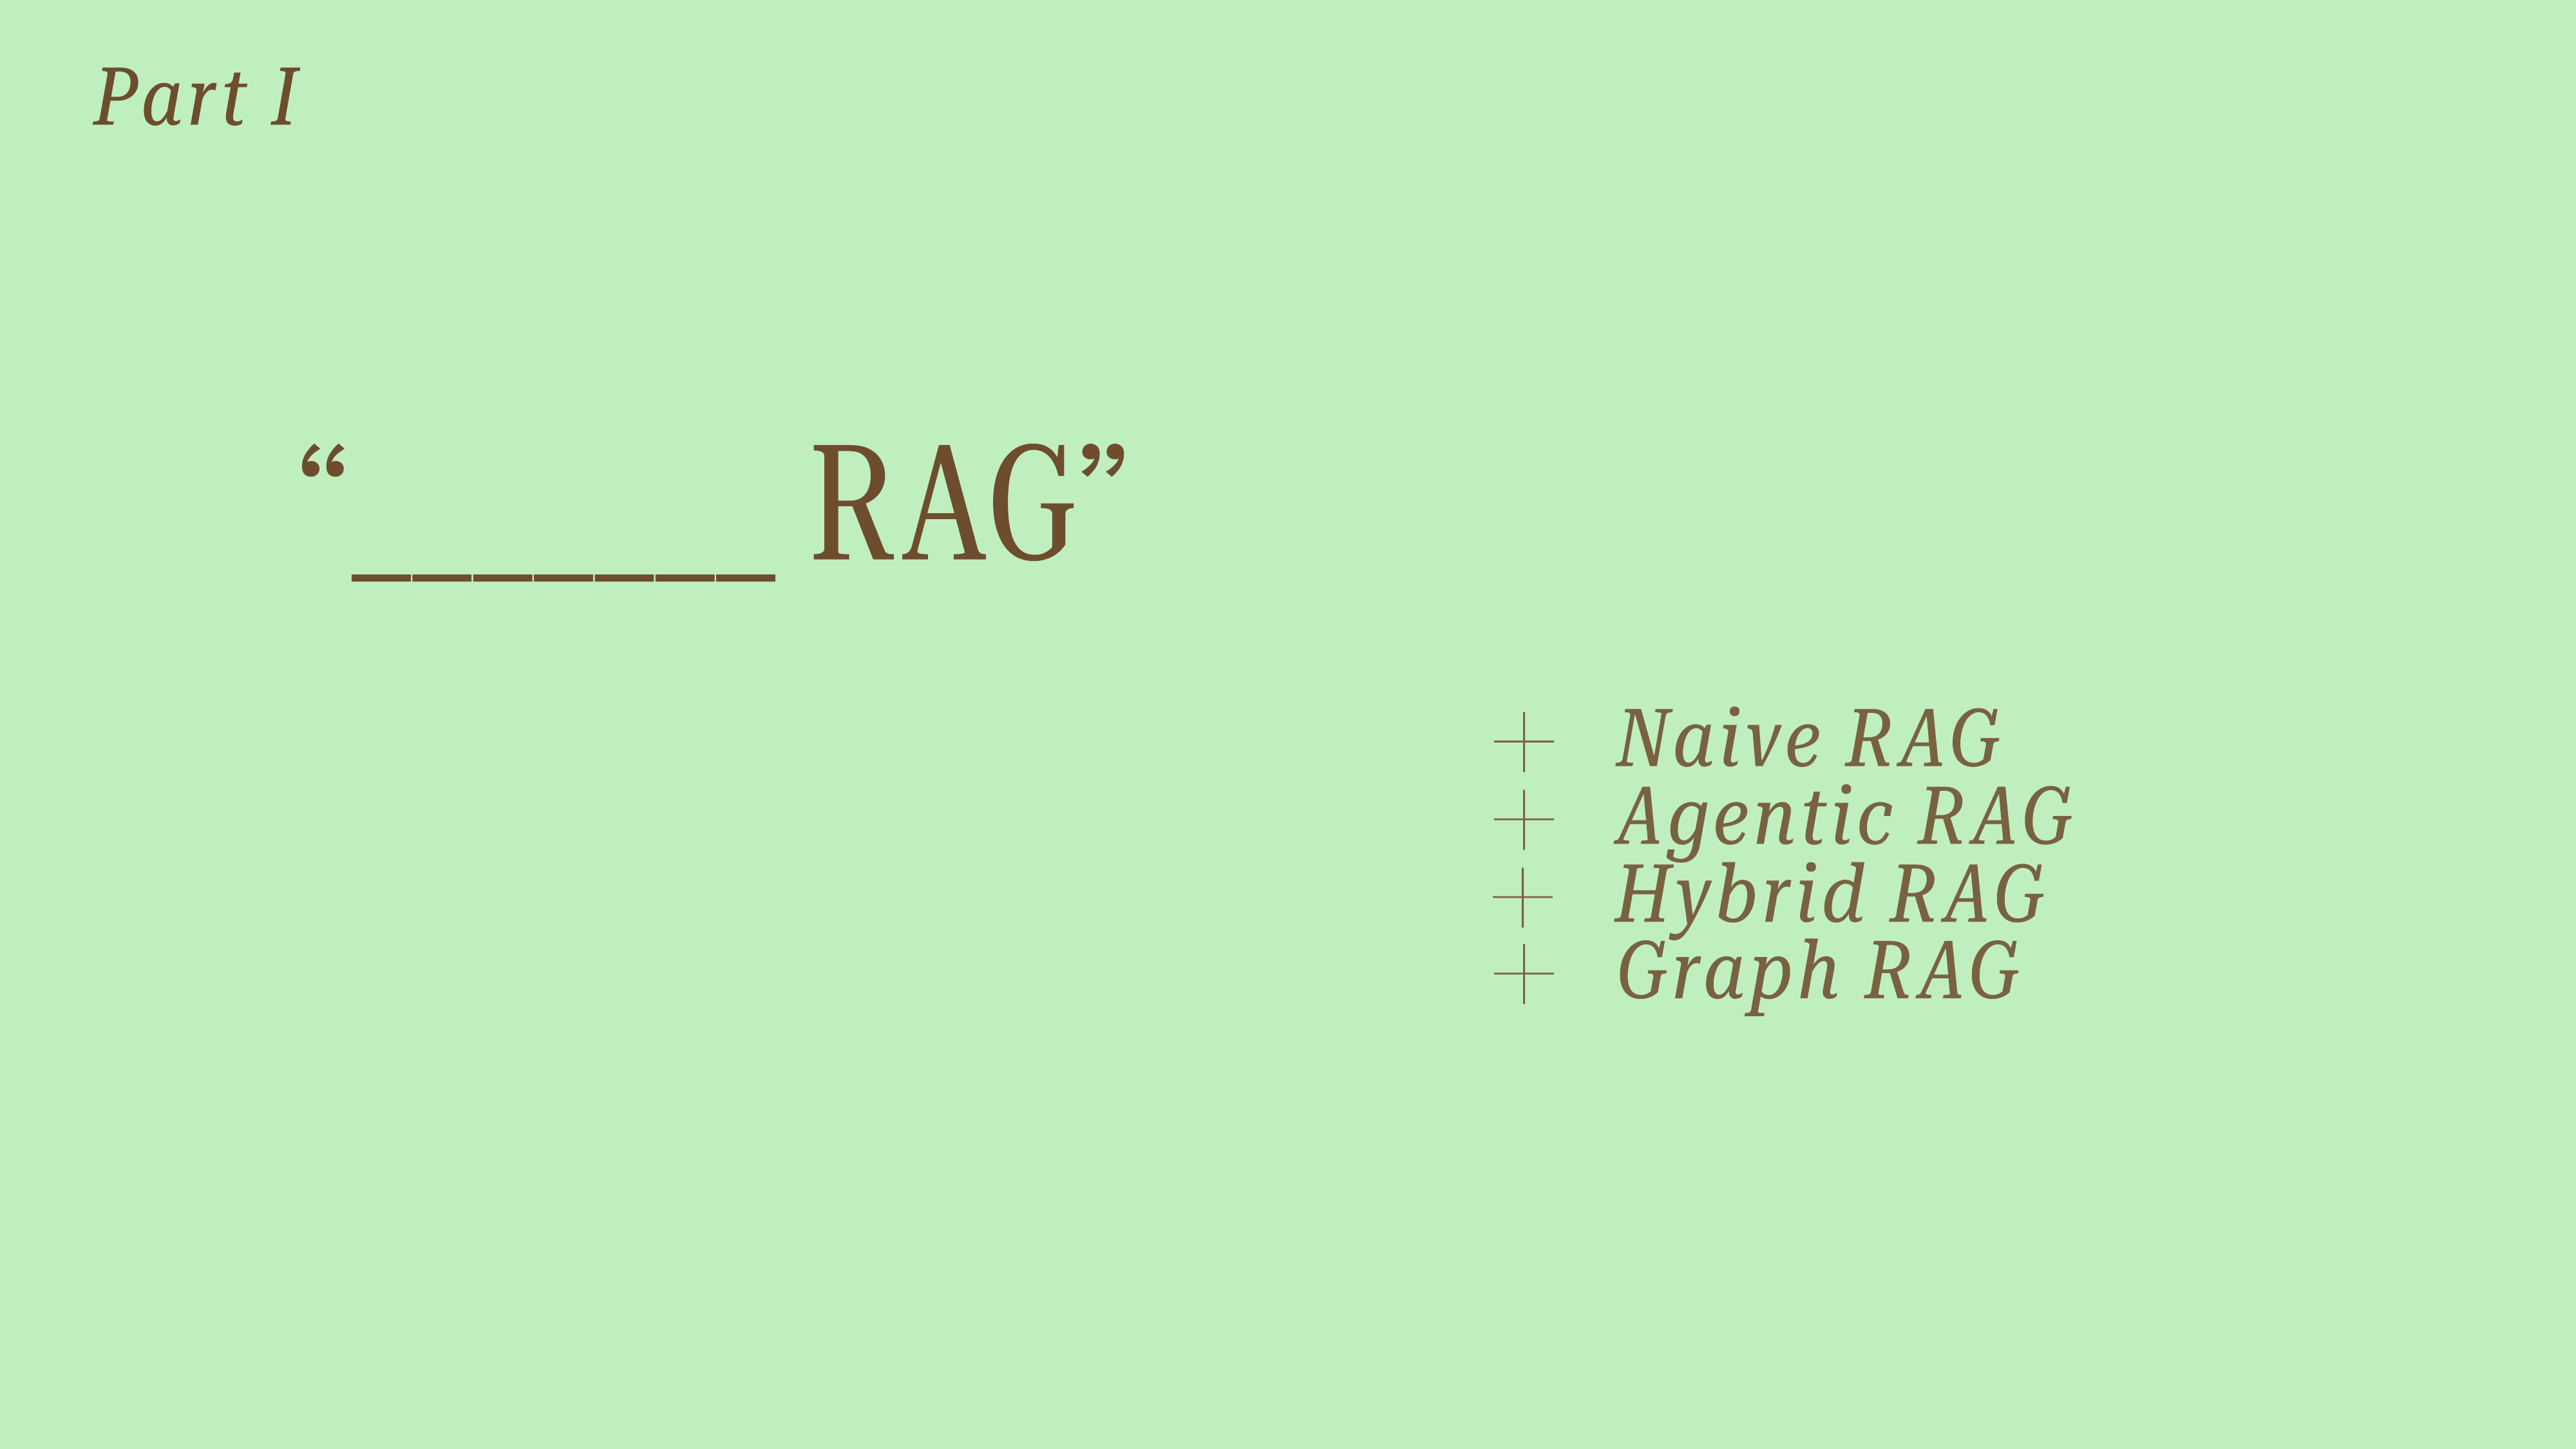 Part I
“_______ RAG”
Naive RAG
Agentic RAG
Hybrid RAG
Graph RAG